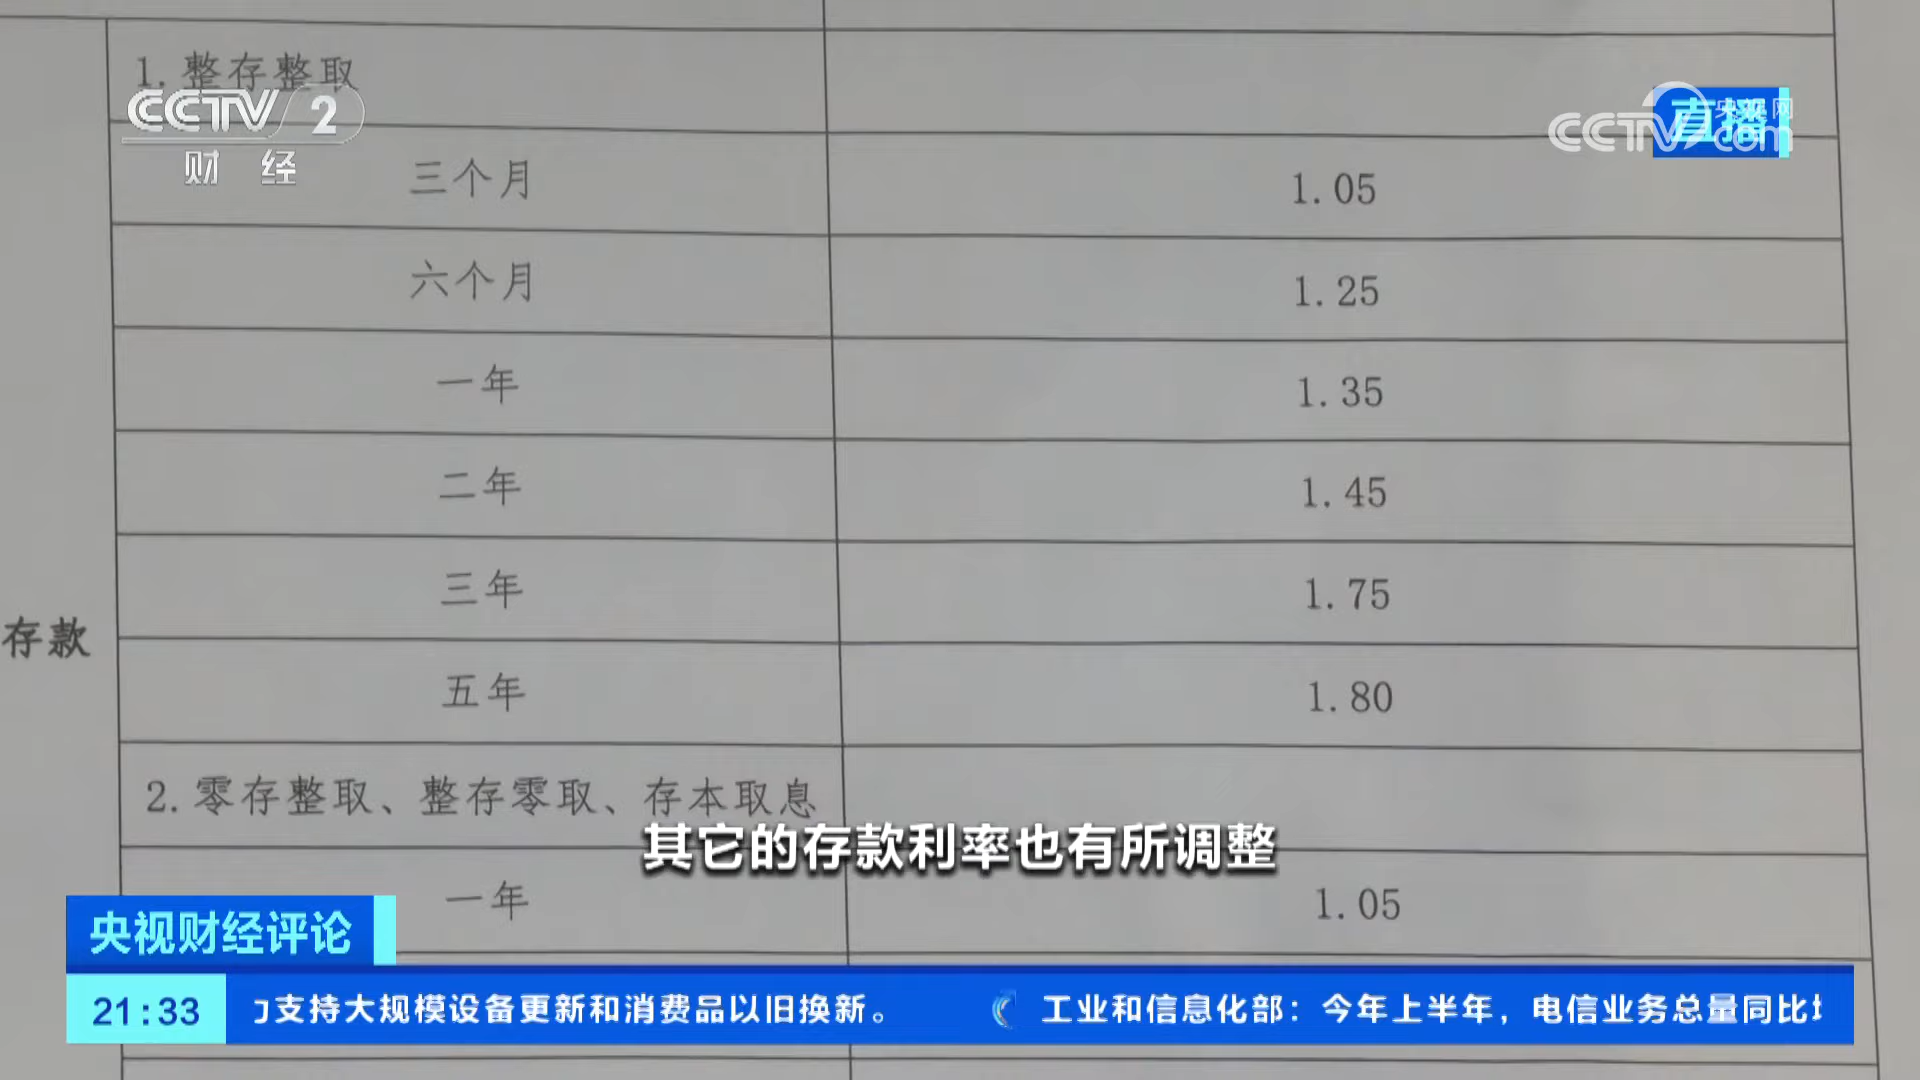 1.整存整取
CCTV 2
财 经
央视网
CCTV.com
直播
三个月 1.05
六个月 1.25
一年 1.35
二年 1.45
三年 1.75
存款
五年 1.80
2.零存整取、整存零取、存本取息
其它的存款利率也有所调整
一年 1.05
央视财经评论
21:33 支持大规模设备更新和消费品以旧换新。 工业和信息化部：今年上半年，电信业务总量同比